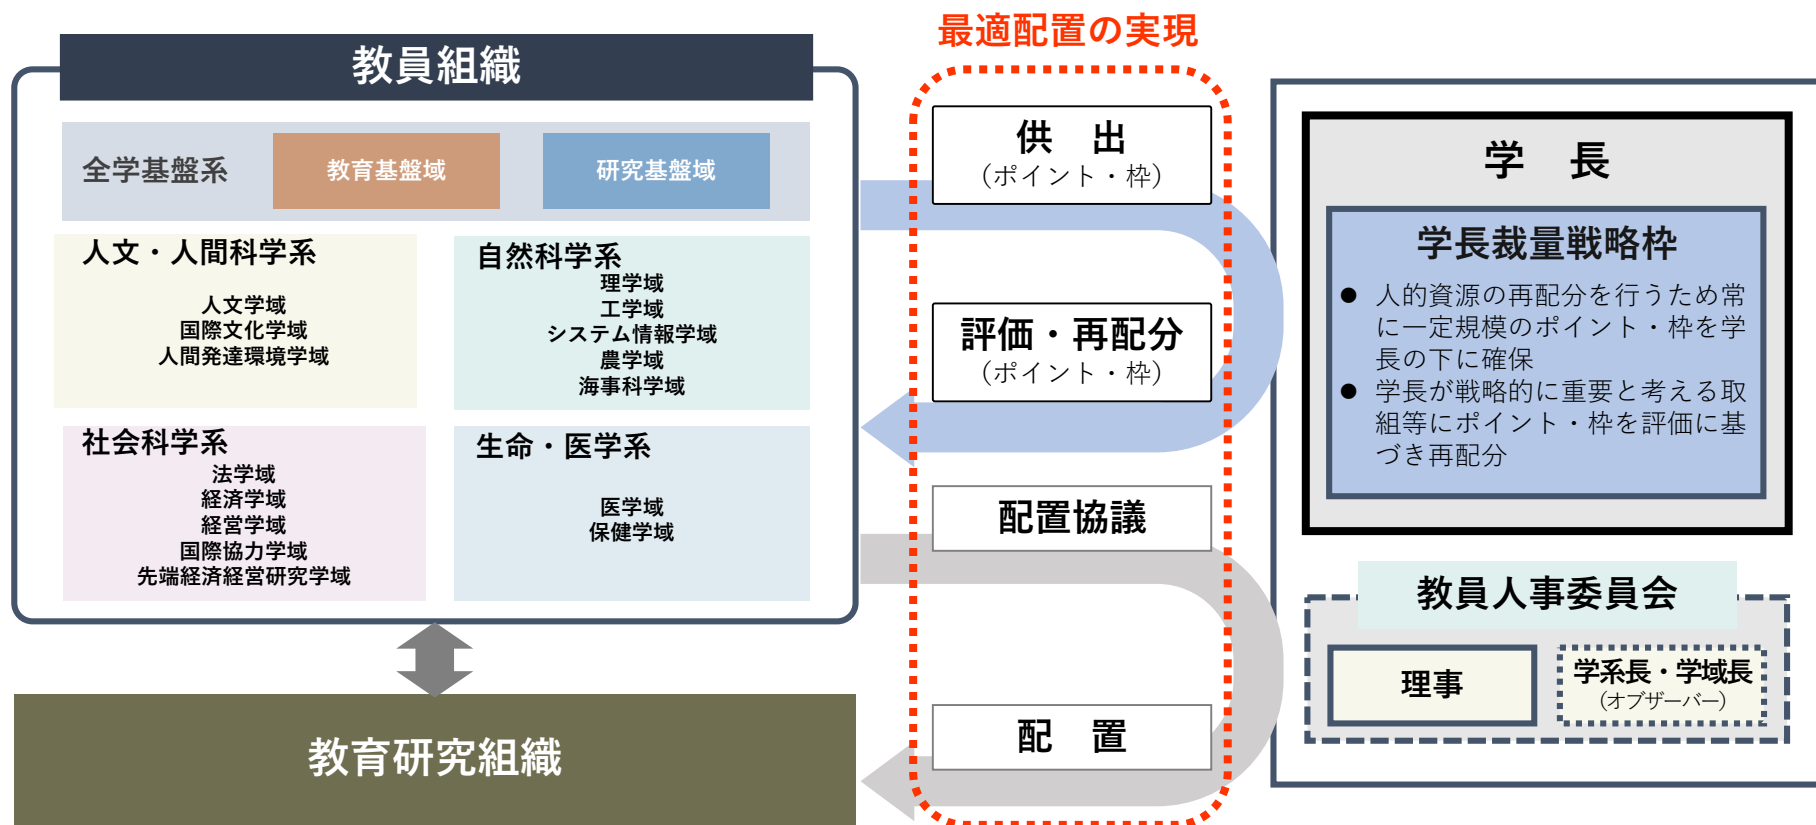 最適配置の実現
教員組織
全学基盤系
教育基盤域
研究基盤域
人文・人間科学系
人文学域
国際文化学域
人間発達環境学域
自然科学系
理学域
工学域
システム情報学域
農学域
海事科学域
社会科学系
法学域
経済学域
経営学域
国際協力学域
先端経済経営研究学域
生命・医学系
医学域
保健学域
教育研究組織
供　出
（ポイント・枠）
評価・再配分
（ポイント・枠）
配置協議
配　置
学　長
学長裁量戦略枠
● 人的資源の再配分を行うため常
に一定規模のポイント・枠を学
長の下に確保
● 学長が戦略的に重要と考える取
組等にポイント・枠を評価に基
づき再配分
教員人事委員会
理事
学系長・学域長
（オブザーバー）